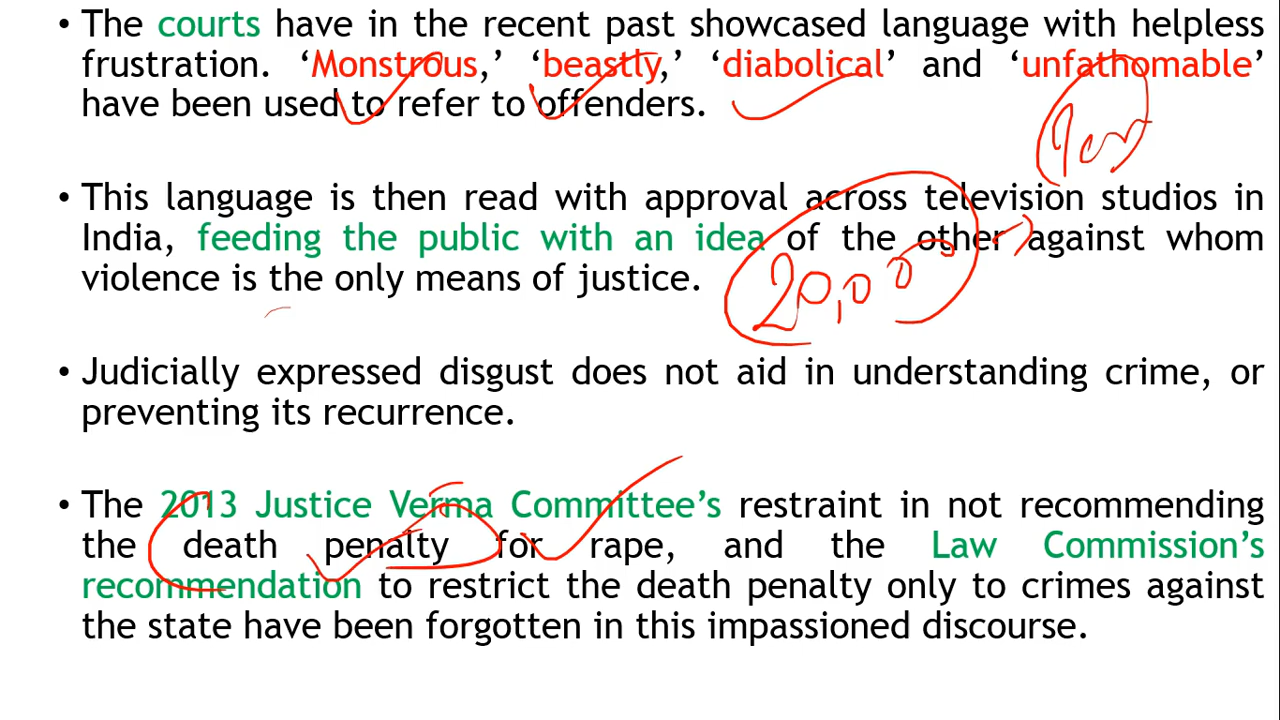 • The courts have in the recent past showcased language with helpless
frustration. ‘Monstrous,’ ‘beastly,’ ‘diabolical’ and ‘unfathomable’
have been used to refer to offenders.
• This language is then read with approval across television studios in
India, feeding the public with an idea of the other against whom
violence is the only means of justice.
20,000
• Judicially expressed disgust does not aid in understanding crime, or
preventing its recurrence.
• The 2013 Justice Verma Committee’s restraint in not recommending
the death penalty for rape, and the Law Commission’s
recommendation to restrict the death penalty only to crimes against
the state have been forgotten in this impassioned discourse.